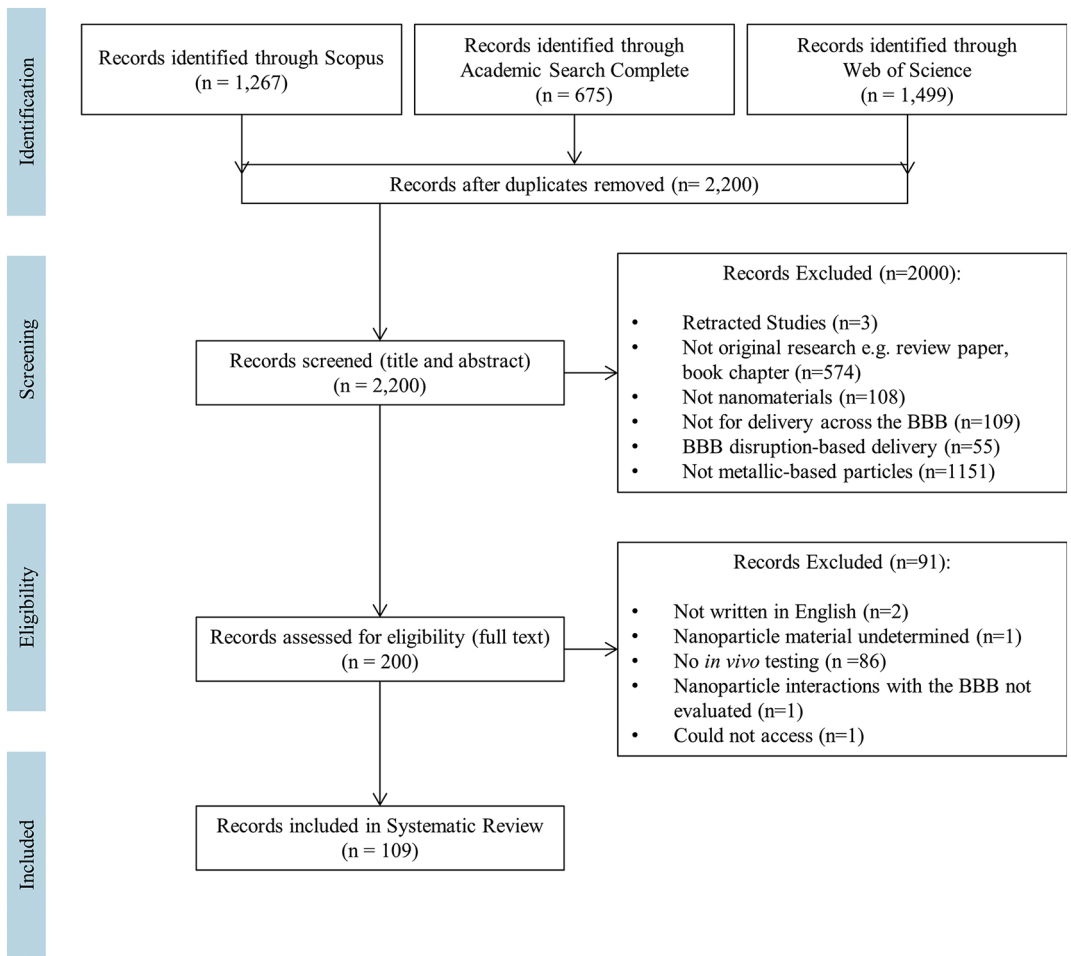 Identification
Records identified through Scopus
(n = 1,267)
Records identified through
Academic Search Complete
(n = 675)
Records identified through
Web of Science
(n = 1,499)
Records after duplicates removed (n= 2,200)
Screening
Records screened (title and abstract)
(n = 2,200)
Records Excluded (n=2000):
• Retracted Studies (n=3)
• Not original research e.g. review paper,
book chapter (n=574)
• Not nanomaterials (n=108)
• Not for delivery across the BBB (n=109)
• BBB disruption-based delivery (n=55)
• Not metallic-based particles (n=1151)
Eligibility
Records assessed for eligibility (full text)
(n = 200)
Records Excluded (n=91):
• Not written in English (n=2)
• Nanoparticle material undetermined (n=1)
• No in vivo testing (n =86)
• Nanoparticle interactions with the BBB not
evaluated (n=1)
• Could not access (n=1)
Included
Records included in Systematic Review
(n = 109)